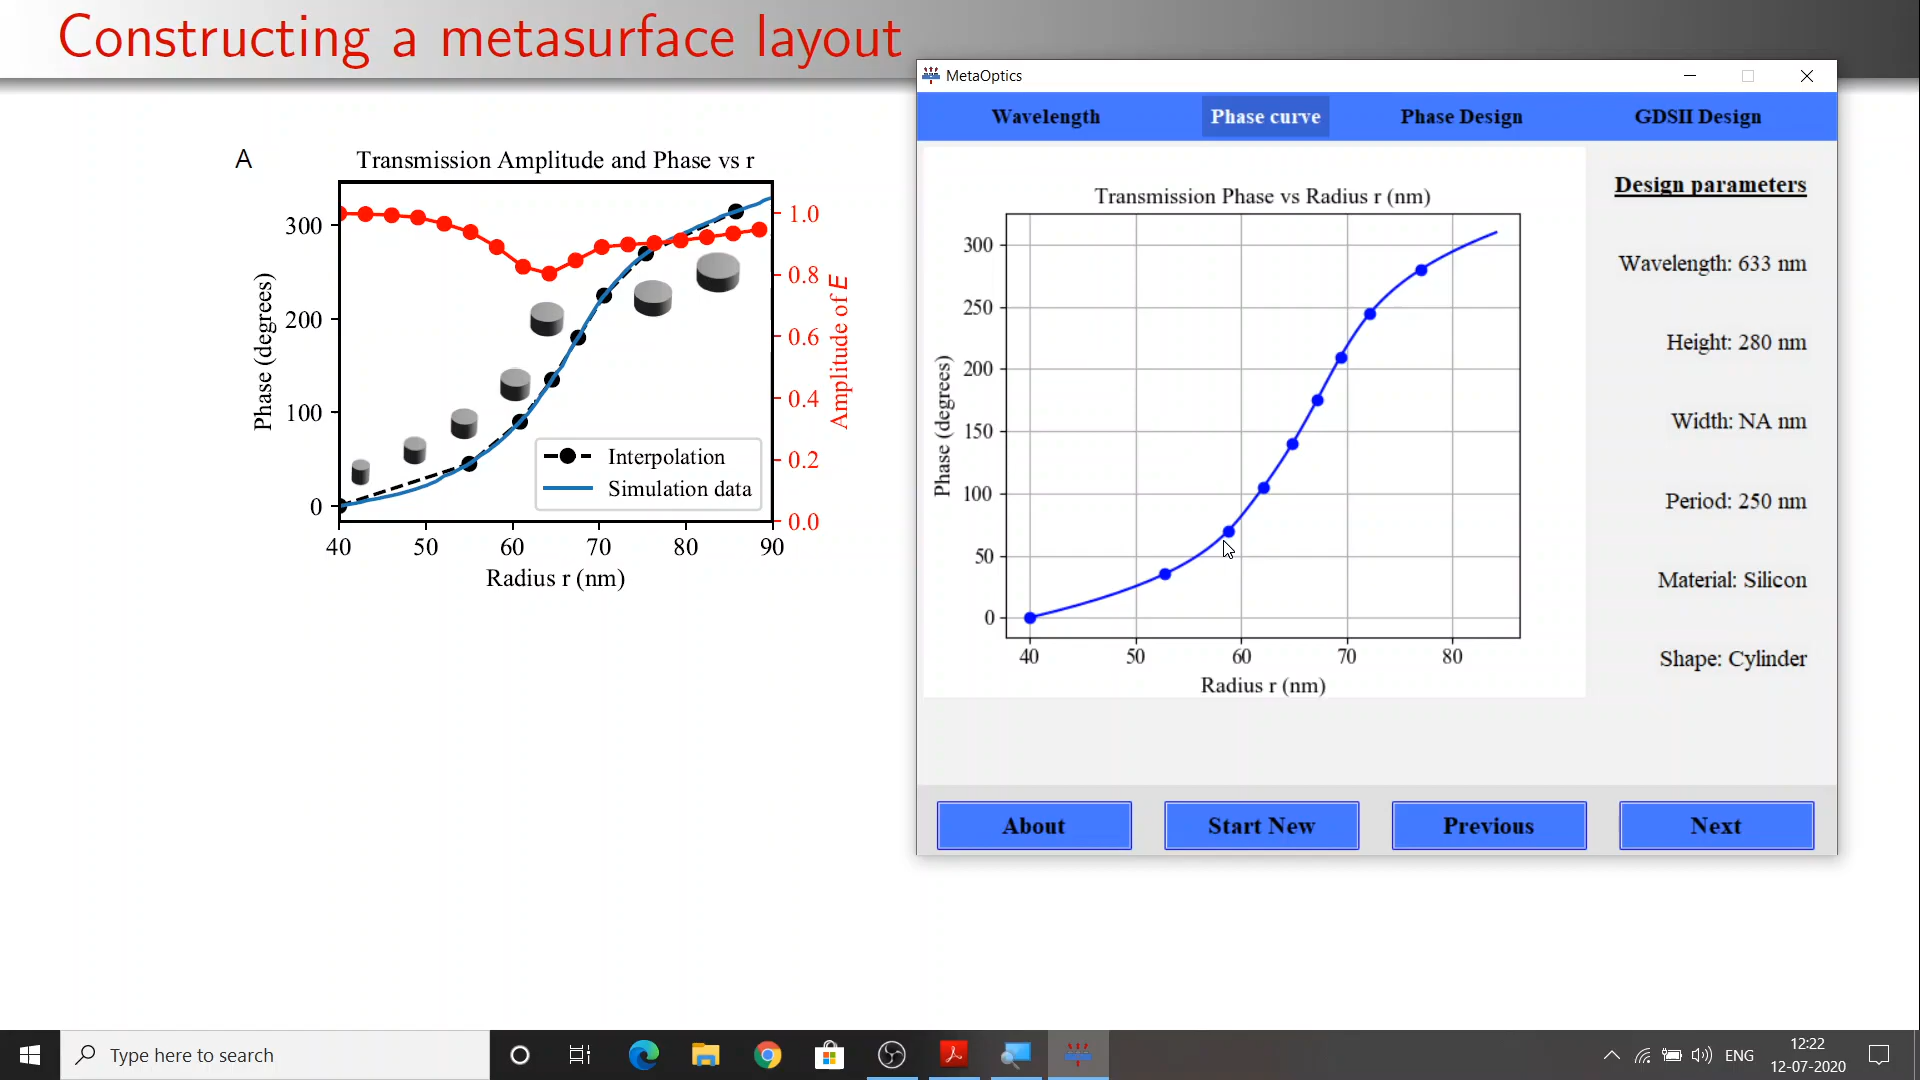 Constructing a metasurface layout
A
Transmission Amplitude and Phase vs r
Phase (degrees)
300
200
100
0
1.0
0.8
0.6
0.4
0.2
0.0
Amplitude of E
Interpolation
Simulation data
40 50 60 70 80 90
Radius r (nm)
MetaOptics
Wavelength Phase curve Phase Design GDSII Design
Transmission Phase vs Radius r (nm)
Phase (degrees)
300
250
200
150
100
50
0
40 50 60 70 80
Radius r (nm)
Design parameters
Wavelength: 633 nm
Height: 280 nm
Width: NA nm
Period: 250 nm
Material: Silicon
Shape: Cylinder
About Start New Previous Next
Type here to search
ENG
12:22
12-07-2020